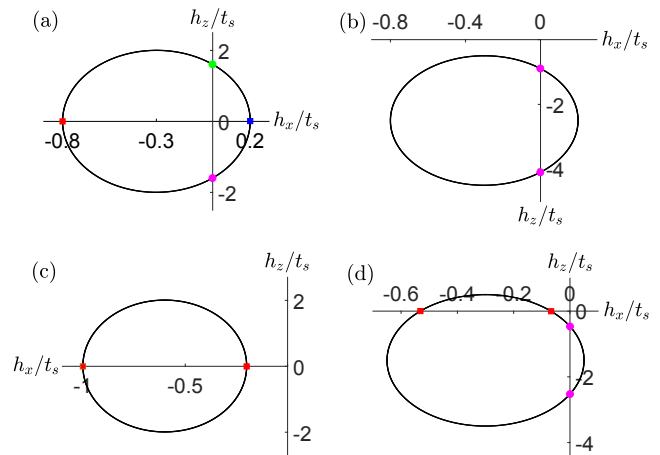 (a)
h_z/t_s
2
0
h_x/t_s
-0.8
-0.3
0.2
-2
(b)
-0.8
-0.3
0
h_x/t_s
-2
-4
h_z/t_s
(c)
h_z/t_s
2
h_x/t_s
0
-1
-0.5
-2
(d)
h_z/t_s
-0.6
-0.4
-0.2
0
0
h_x/t_s
-2
-4